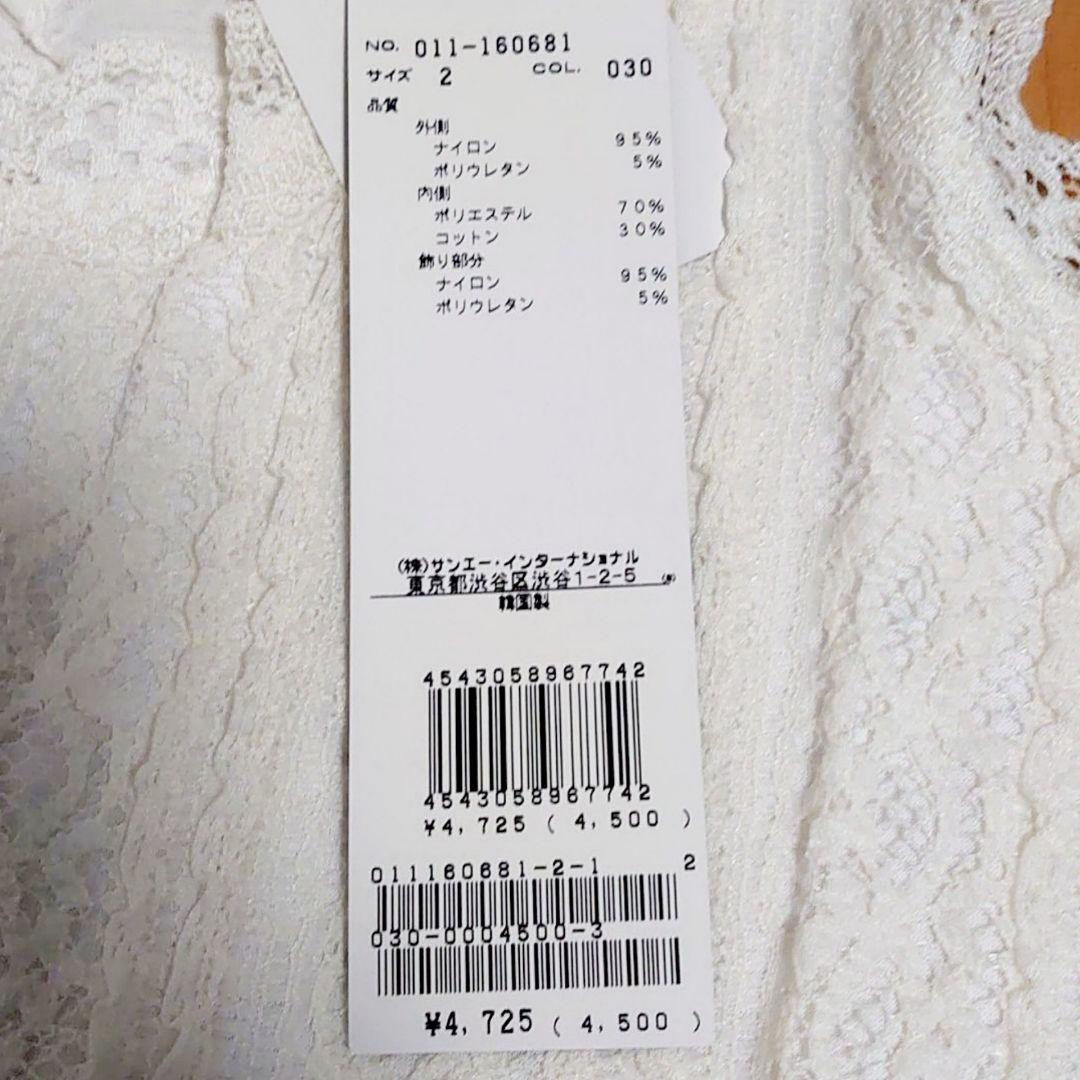 NO. 011-160681
サイズ 2 COL. 030
品質
外側
ナイロン 95%
ポリウレタン 5%
内側
ポリエステル 70%
コットン 30%
飾り部分
ナイロン 95%
ポリウレタン 5%
(株)サンエー・インターナショナル
東京都渋谷区渋谷1-2-5
韓国製
4543058967742
4543058967742
¥4,725 ( 4,500 )
011160681-2-1 2
030-0004500-3
¥4,725 ( 4,500 )